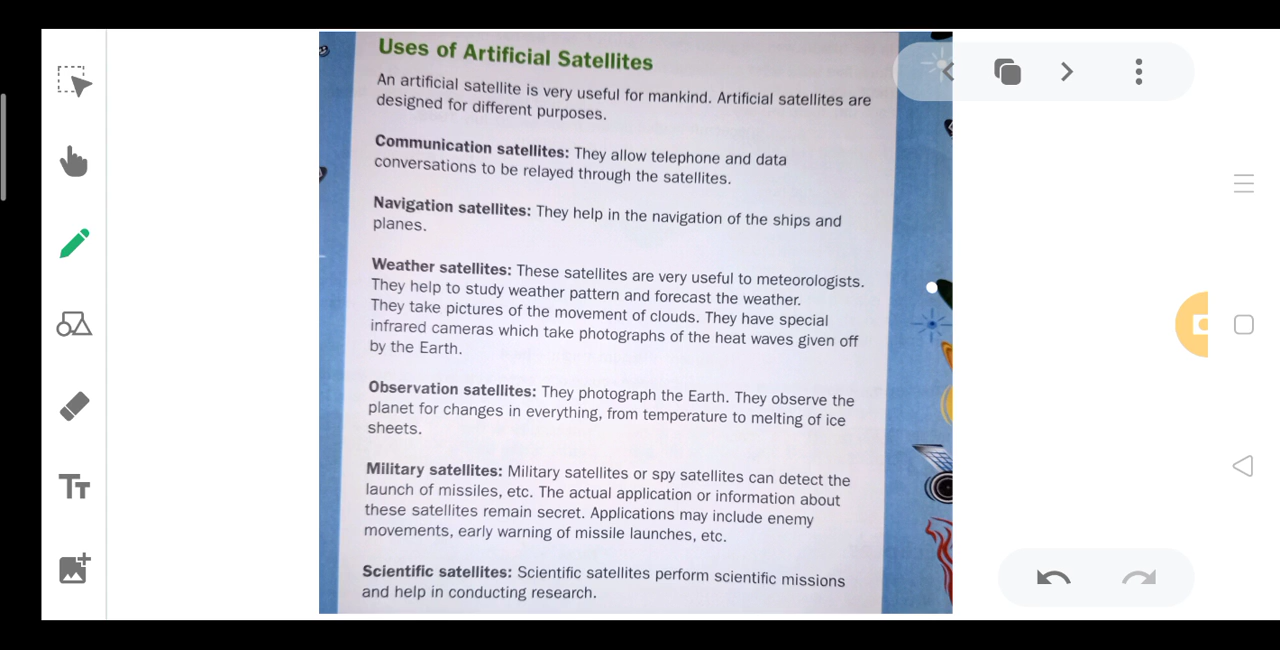 Uses of Artificial Satellites
An artificial satellite is very useful for mankind. Artificial satellites are
designed for different purposes.
Communication satellites: They allow telephone and data
conversations to be relayed through the satellites.
Navigation satellites: They help in the navigation of the ships and
planes.
Weather satellites: These satellites are very useful to meteorologists.
They help to study weather pattern and forecast the weather.
They take pictures of the movement of clouds. They have special
infrared cameras which take photographs of the heat waves given off
by the Earth.
Observation satellites: They photograph the Earth. They observe the
planet for changes in everything, from temperature to melting of ice
sheets.
Military satellites: Military satellites or spy satellites can detect the
launch of missiles, etc. The actual application or information about
these satellites remain secret. Applications may include enemy
movements, early warning of missile launches, etc.
Scientific satellites: Scientific satellites perform scientific missions
and help in conducting research.
TT